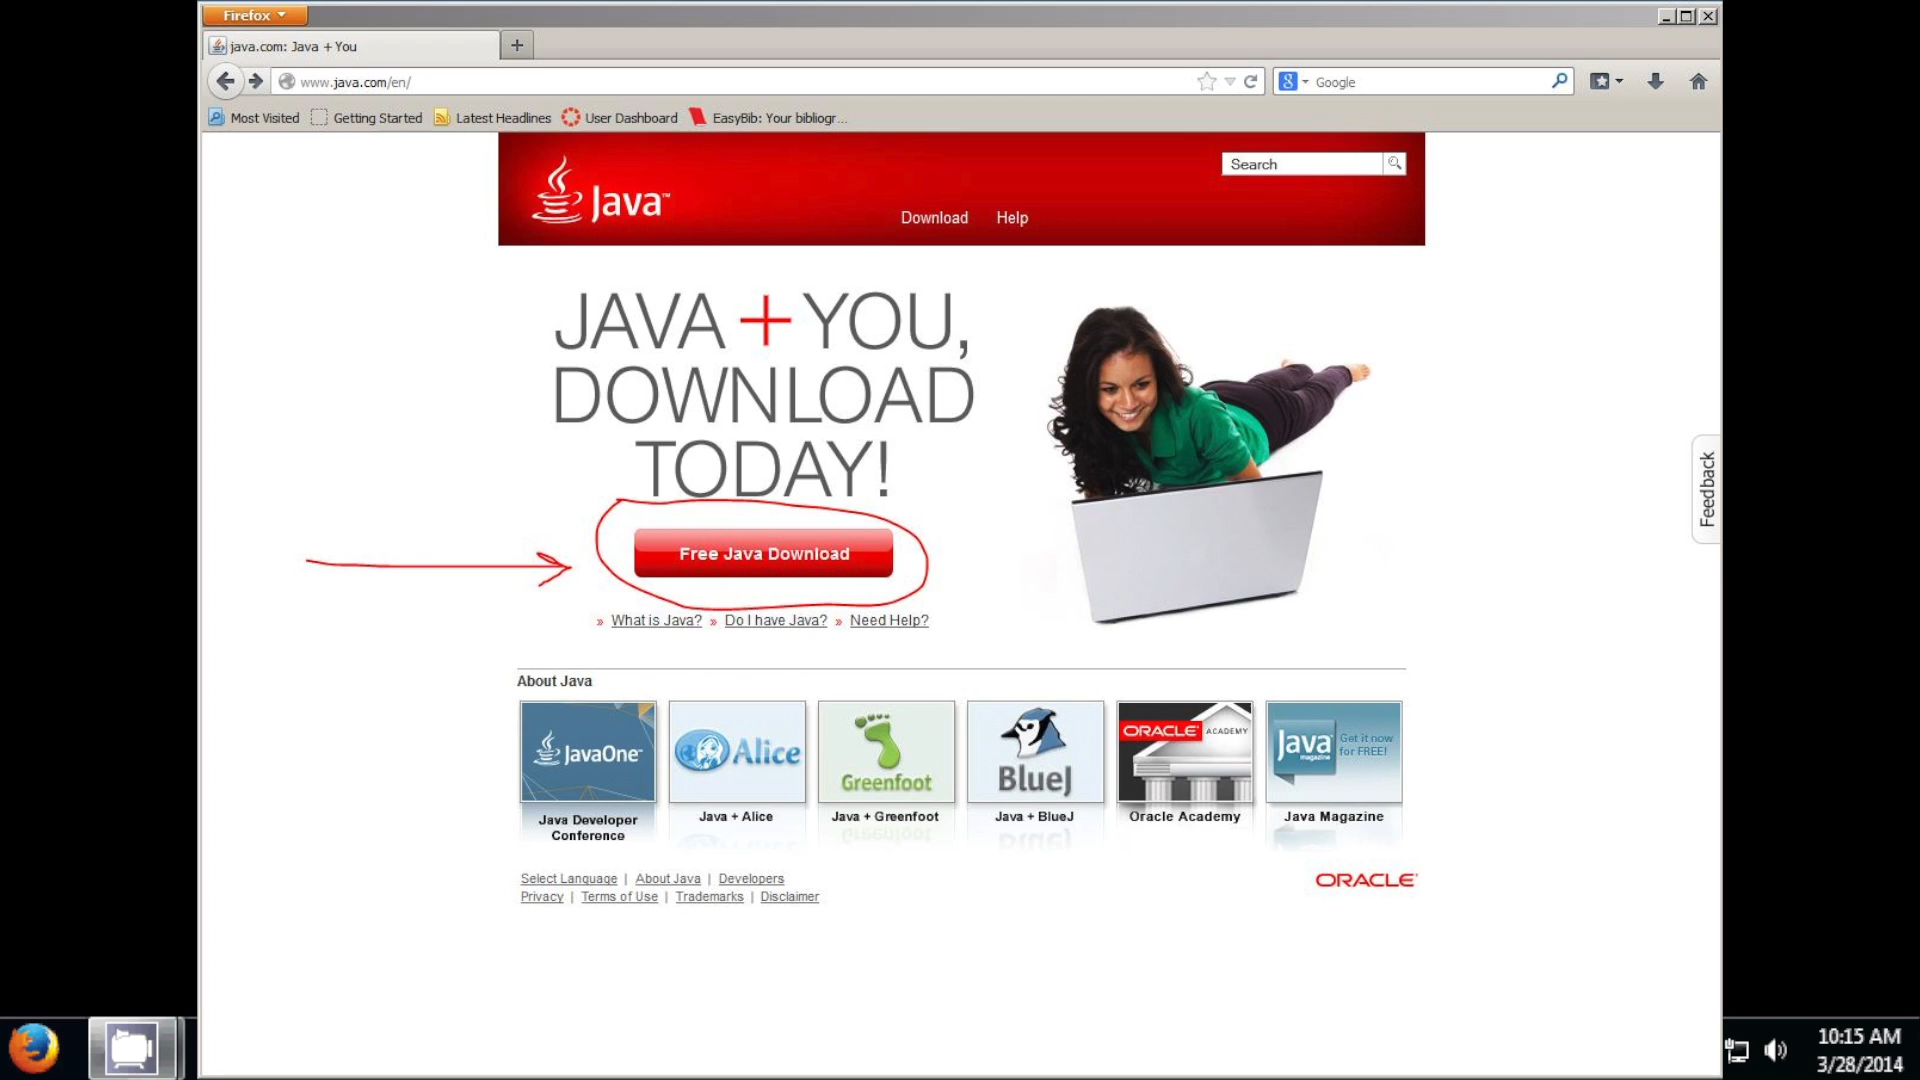 Firefox
java.com: Java + You
www.java.com/en/
Google
Most Visited Getting Started Latest Headlines User Dashboard EasyBib: Your bibliogr...
Java™
Search
Download Help
JAVA + YOU,
DOWNLOAD
TODAY!
Free Java Download
» What is Java? » Do I have Java? » Need Help?
Feedback
About Java
JavaOne™
Java Developer
Conference
Alice
Java + Alice
Greenfoot
Java + Greenfoot
BlueJ
Java + BlueJ
ORACLE® ACADEMY
Oracle Academy
Java magazine
Get it now
for FREE!
Java Magazine
Select Language | About Java | Developers
Privacy | Terms of Use | Trademarks | Disclaimer
ORACLE®
10:15 AM
3/28/2014